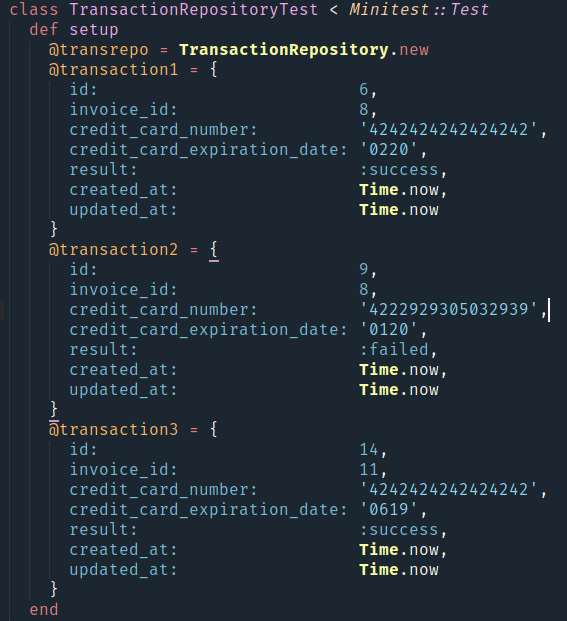 class TransactionRepositoryTest < Minitest::Test
  def setup
    @transrepo = TransactionRepository.new
    @transaction1 = {
      id:                          6,
      invoice_id:                  8,
      credit_card_number:          '4242424242424242',
      credit_card_expiration_date: '0220',
      result:                      :success,
      created_at:                  Time.now,
      updated_at:                  Time.now
    }
    @transaction2 = {
      id:                          9,
      invoice_id:                  8,
      credit_card_number:          '4222929305032939',
      credit_card_expiration_date: '0120',
      result:                      :failed,
      created_at:                  Time.now,
      updated_at:                  Time.now
    }
    @transaction3 = {
      id:                          14,
      invoice_id:                  11,
      credit_card_number:          '4242424242424242',
      credit_card_expiration_date: '0619',
      result:                      :success,
      created_at:                  Time.now,
      updated_at:                  Time.now
    }
  end